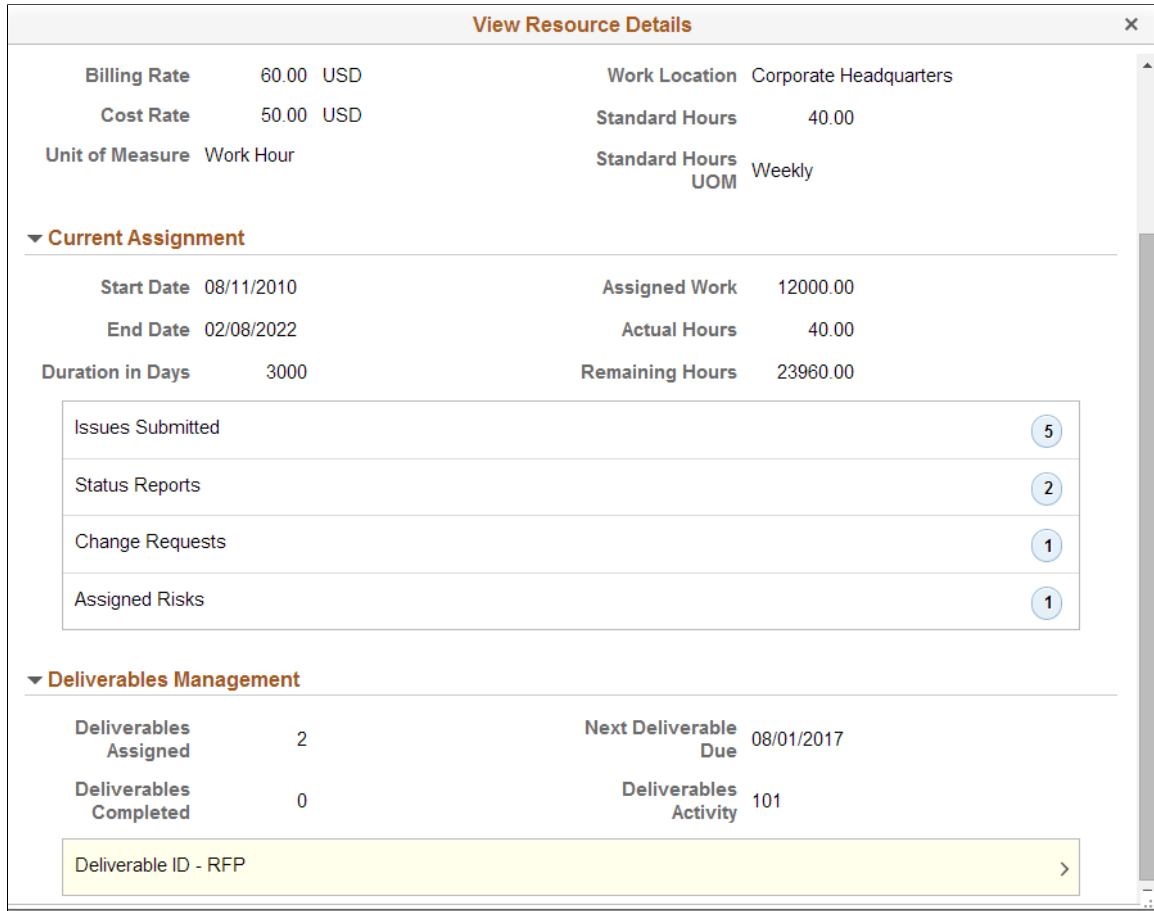 View Resource Details ×
Billing Rate 60.00 USD Work Location Corporate Headquarters
Cost Rate 50.00 USD Standard Hours 40.00
Unit of Measure Work Hour Standard Hours UOM Weekly
Current Assignment
Start Date 08/11/2010 Assigned Work 12000.00
End Date 02/08/2022 Actual Hours 40.00
Duration in Days 3000 Remaining Hours 23960.00
Issues Submitted 5
Status Reports 2
Change Requests 1
Assigned Risks 1
Deliverables Management
Deliverables Assigned 2 Next Deliverable Due 08/01/2017
Deliverables Completed 0 Deliverables Activity 101
Deliverable ID - RFP